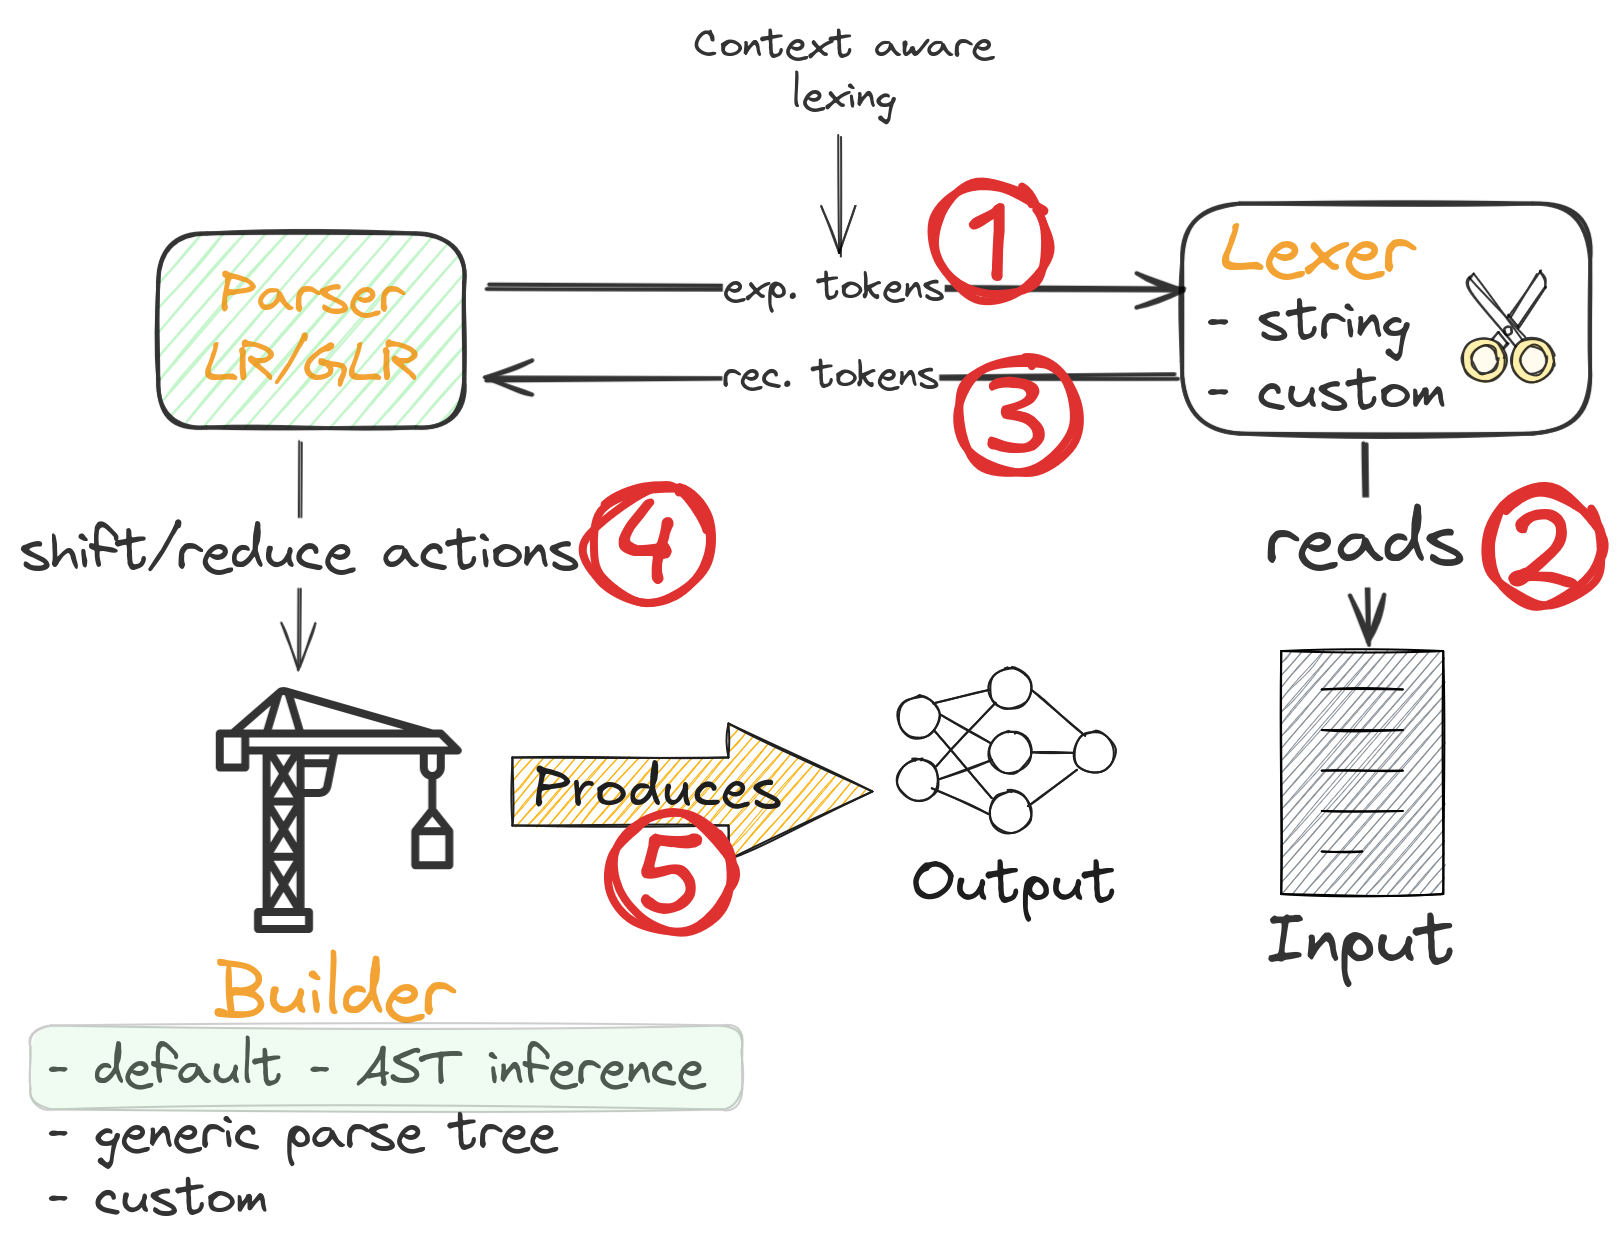 Context aware
lexing
1
exp. tokens
Parser
LR/GLR
Lexer
- string
- custom
rec. tokens
3
shift/reduce actions
4
reads
2
Produces
5
Output
Input
Builder
- default - AST inference
- generic parse tree
- custom